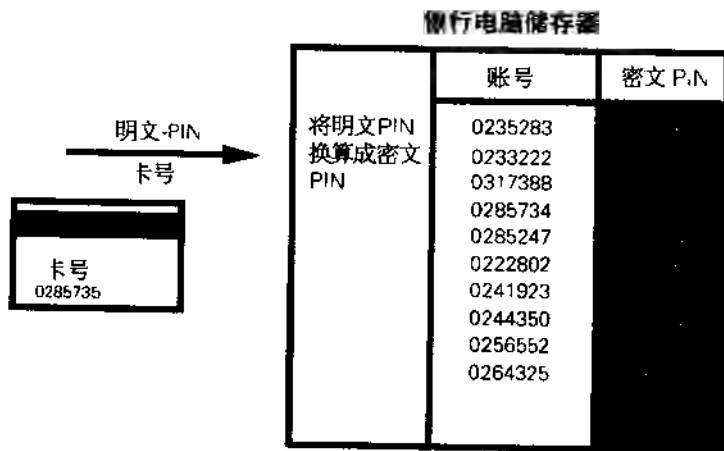 银行电脑储存器
账号
密文 PIN
明文-PIN
卡号
将明文PIN
换算成密文
PIN
0235283
0233222
0317388
0285734
0285247
0222802
0241923
0244350
0256552
0264325
卡号
0285735